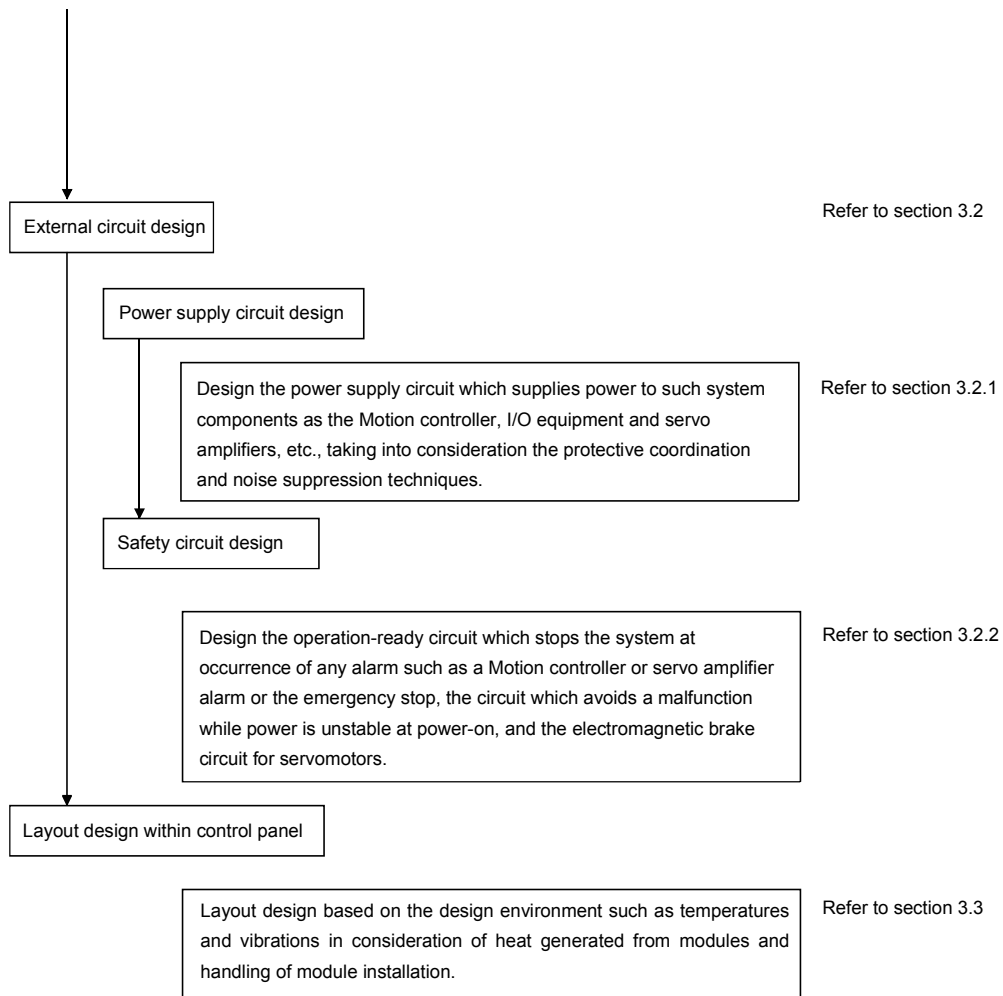 External circuit design
Refer to section 3.2
Power supply circuit design
Design the power supply circuit which supplies power to such system
components as the Motion controller, I/O equipment and servo
amplifiers, etc., taking into consideration the protective coordination
and noise suppression techniques.
Refer to section 3.2.1
Safety circuit design
Design the operation-ready circuit which stops the system at
occurrence of any alarm such as a Motion controller or servo amplifier
alarm or the emergency stop, the circuit which avoids a malfunction
while power is unstable at power-on, and the electromagnetic brake
circuit for servomotors.
Refer to section 3.2.2
Layout design within control panel
Layout design based on the design environment such as temperatures
and vibrations in consideration of heat generated from modules and
handling of module installation.
Refer to section 3.3